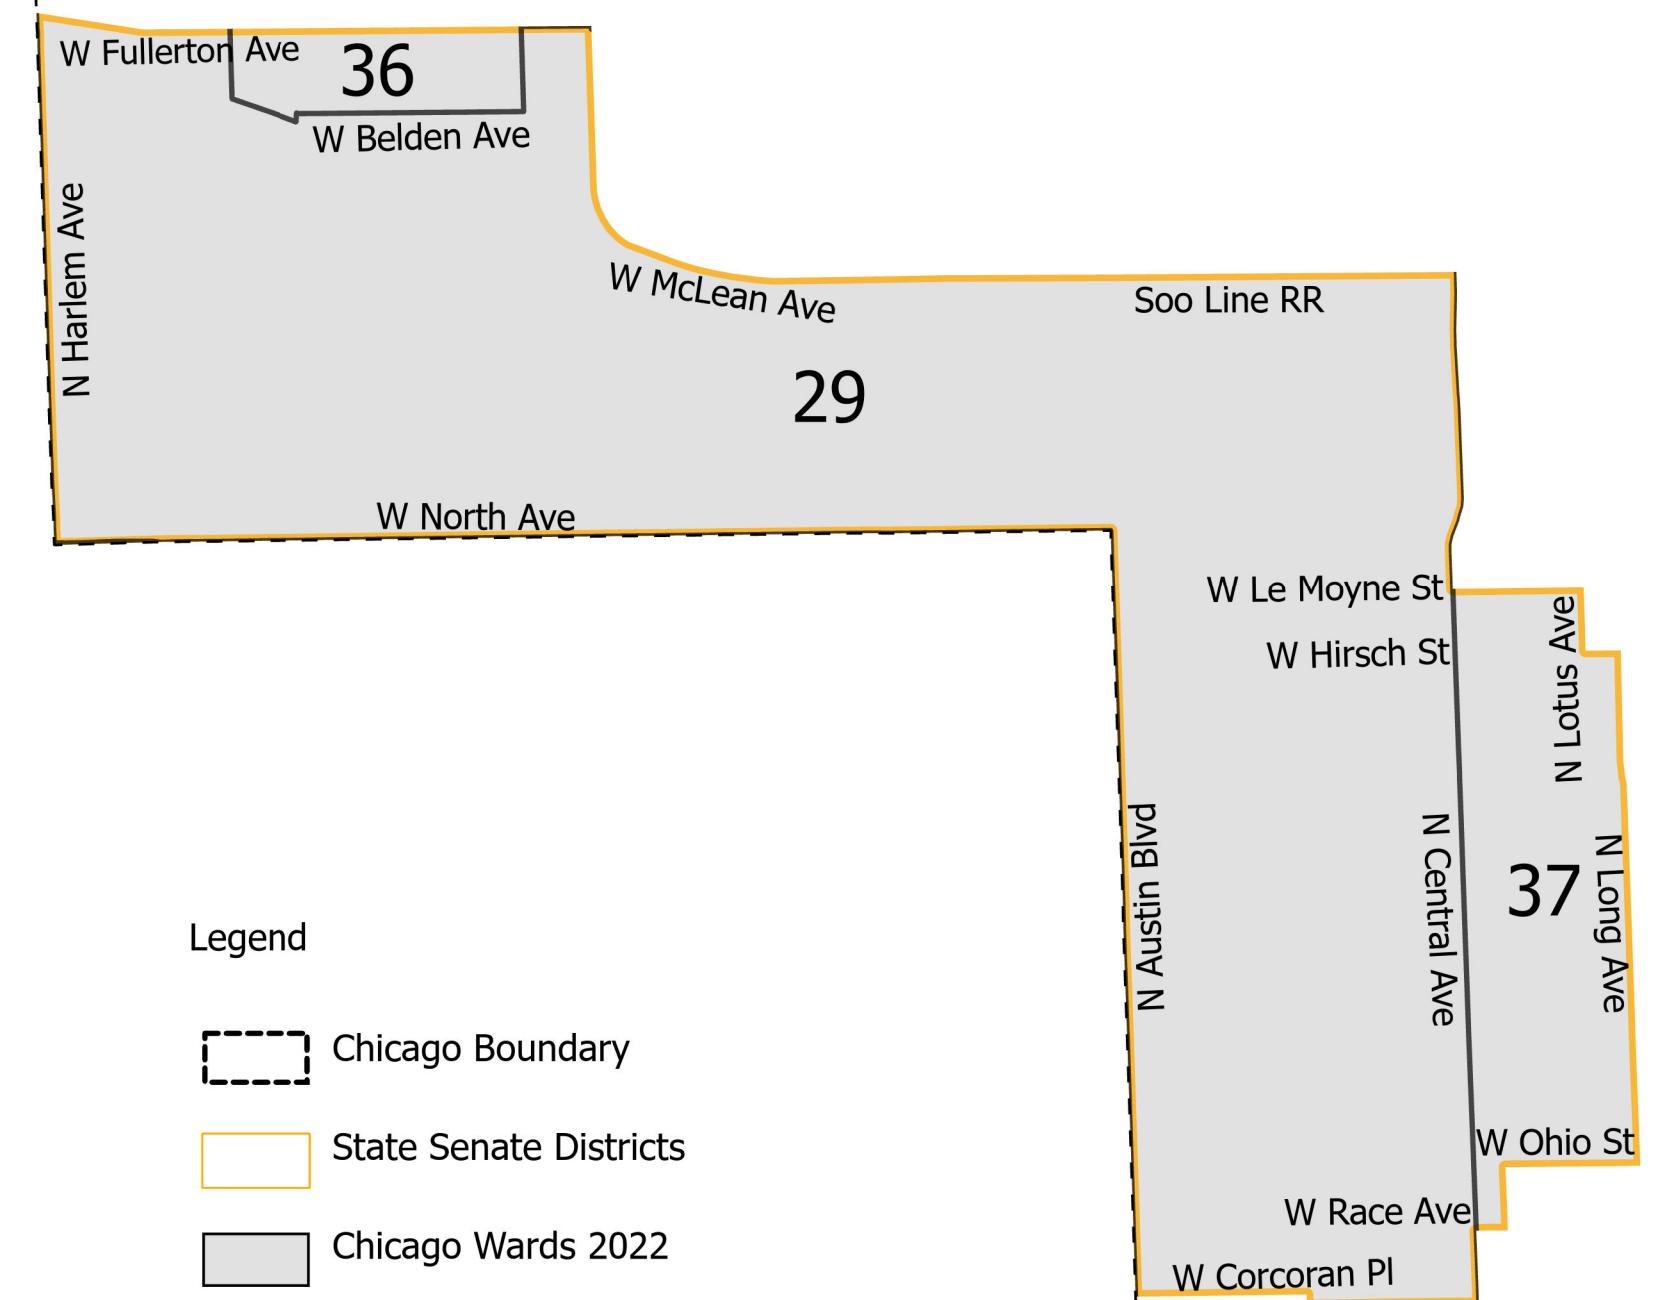 W Fullerton Ave
36
W Belden Ave
N Harlem Ave
W McLean Ave
Soo Line RR
29
W North Ave
W Le Moyne St
W Hirsch St
N Lotus Ave
N Austin Blvd
N Central Ave
37
N Long Ave
W Ohio St
W Race Ave
W Corcoran Pl
Legend
Chicago Boundary
State Senate Districts
Chicago Wards 2022